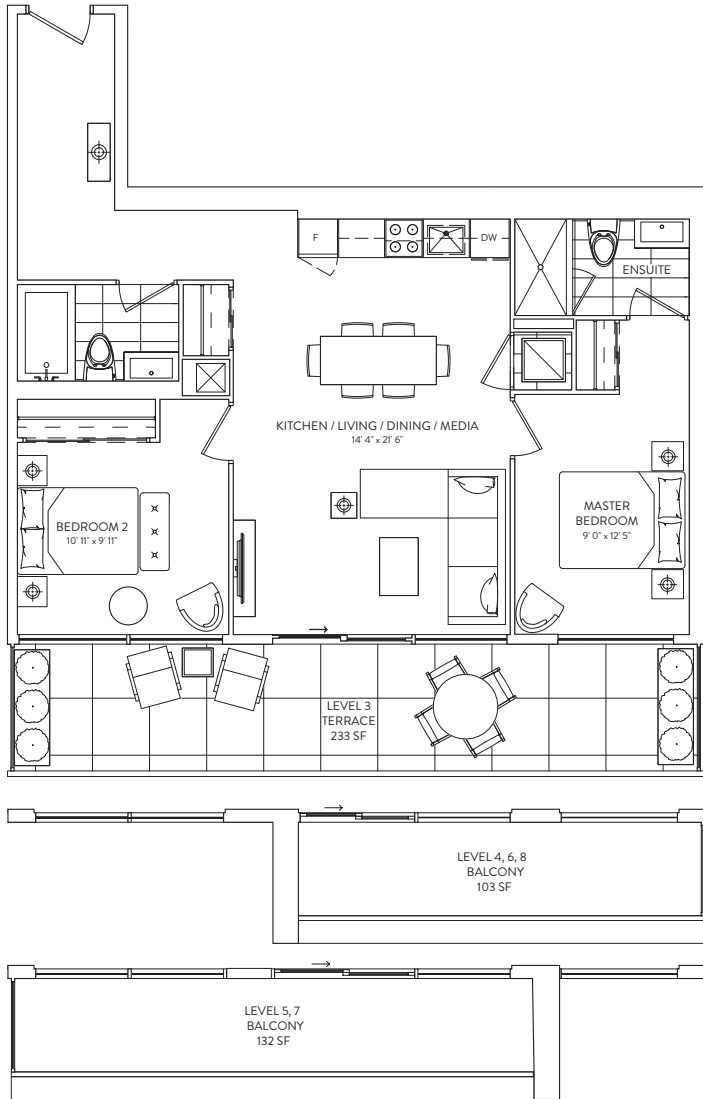 F
DW
ENSUITE
KITCHEN / LIVING / DINING / MEDIA
14' 4" x 21' 6"
BEDROOM 2
10' 11" x 9' 11"
MASTER
BEDROOM
9' 0" x 12' 5"
LEVEL 3
TERRACE
233 SF
LEVEL 4, 6, 8
BALCONY
103 SF
LEVEL 5, 7
BALCONY
132 SF